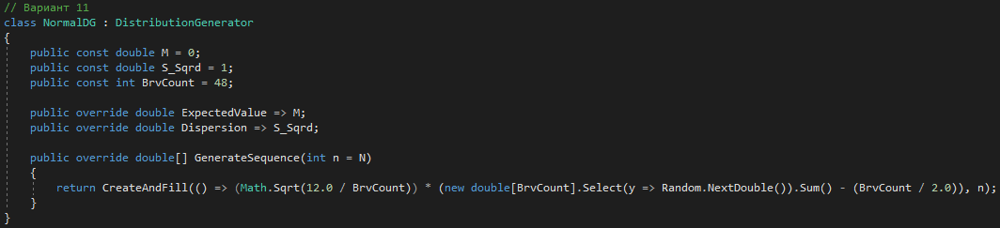 // Вариант 11
class NormalDG : DistributionGenerator
{
    public const double M = 0;
    public const double S_Sqrd = 1;
    public const int BrvCount = 48;

    public override double ExpectedValue => M;
    public override double Dispersion => S_Sqrd;

    public override double[] GenerateSequence(int n = N)
    {
        return CreateAndFill(() => (Math.Sqrt(12.0 / BrvCount)) * (new double[BrvCount].Select(y => Random.NextDouble()).Sum() - (BrvCount / 2.0)), n);
    }
}